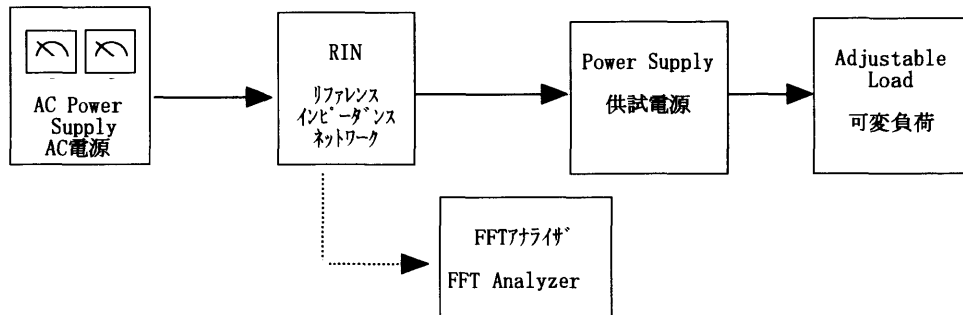 AC Power
Supply
AC電源
RIN
ﾘﾌｧﾚﾝｽ
ｲﾝﾋﾟｰﾀﾞﾝｽ
ﾈｯﾄﾜｰｸ
Power Supply
供試電源
Adjustable
Load
可変負荷
FFTｱﾅﾗｲｻﾞ
FFT Analyzer